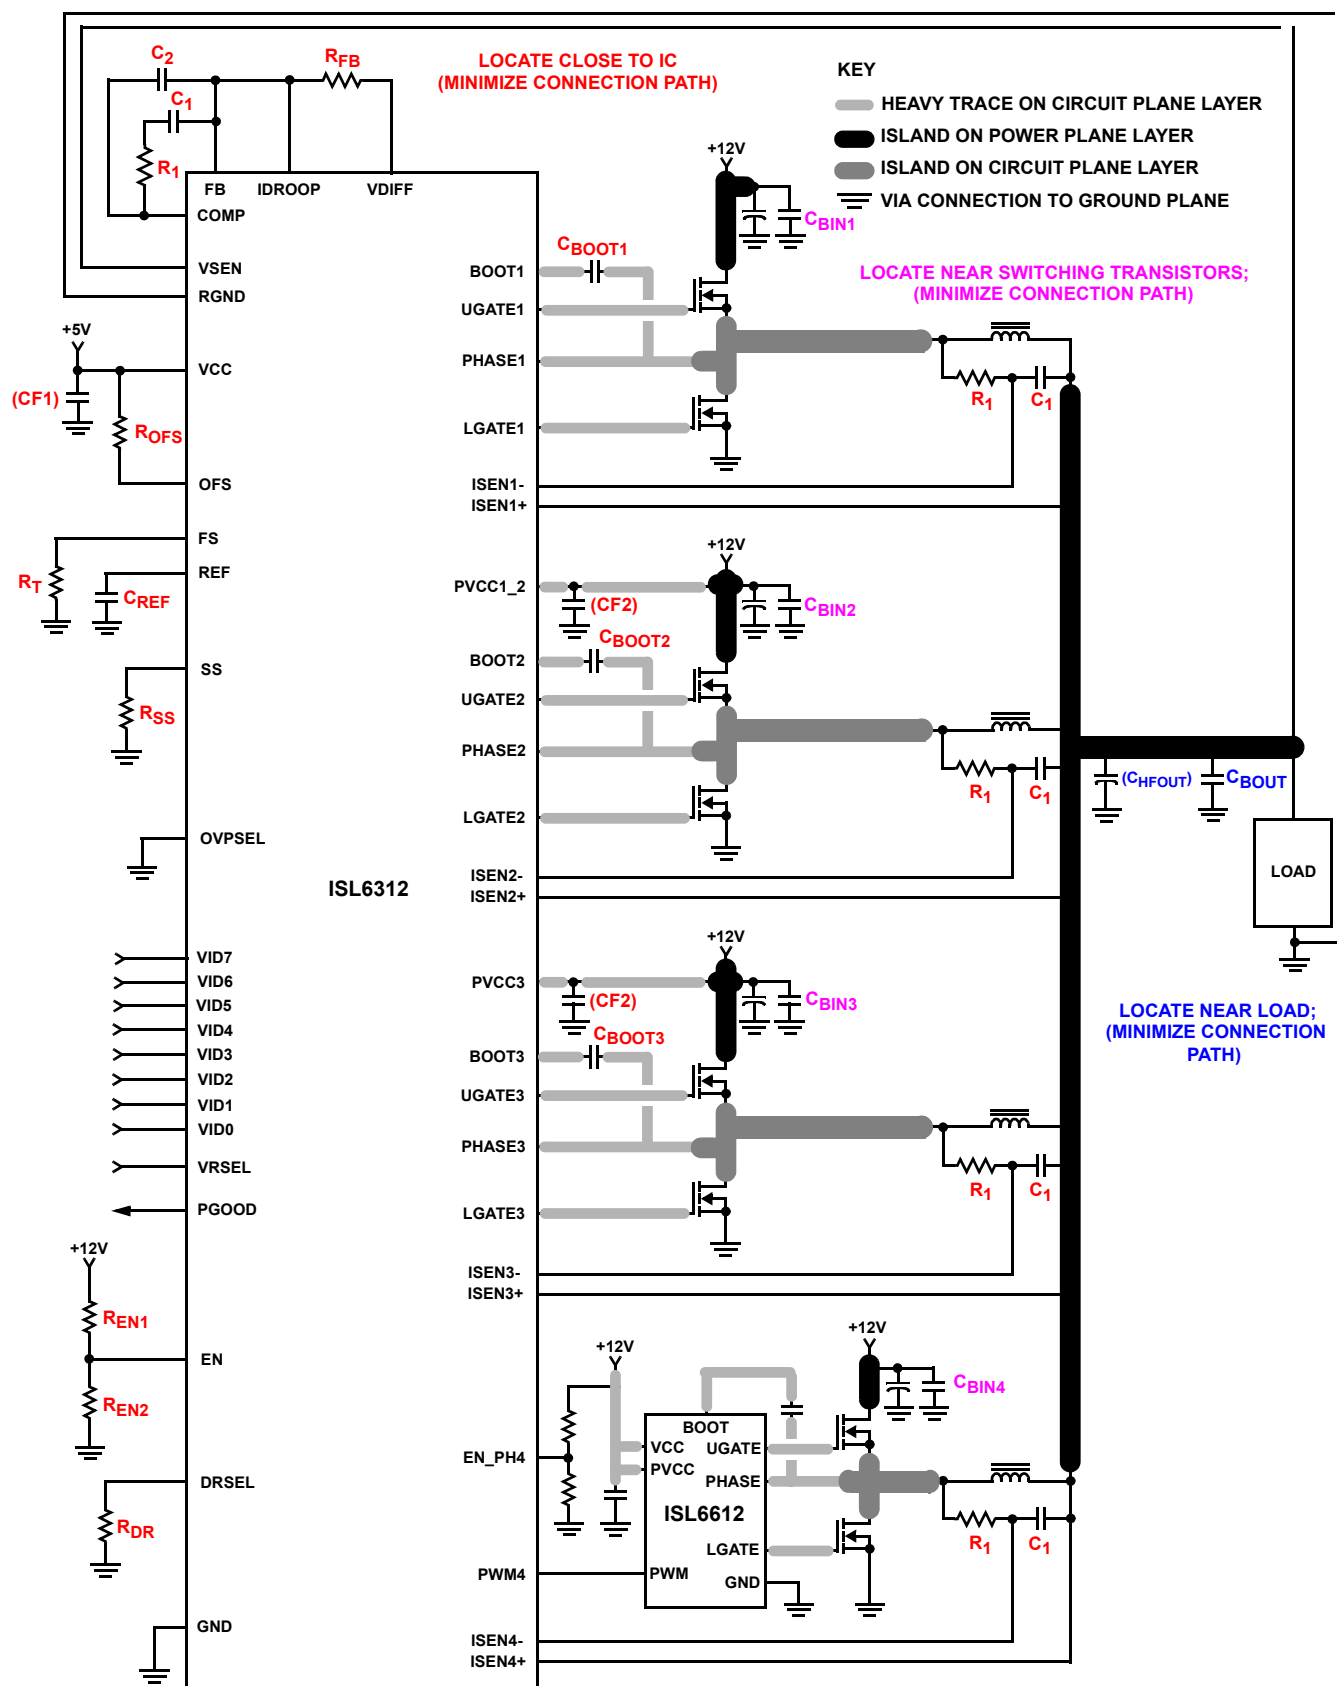 C2
RFB
LOCATE CLOSE TO IC
(MINIMIZE CONNECTION PATH)
C1
R1
FB
IDROOP
VDIFF
COMP
VSEN
RGND
KEY
HEAVY TRACE ON CIRCUIT PLANE LAYER
ISLAND ON POWER PLANE LAYER
ISLAND ON CIRCUIT PLANE LAYER
VIA CONNECTION TO GROUND PLANE
+12V
CBIN1
CBOOT1
BOOT1
LOCATE NEAR SWITCHING TRANSISTORS;
(MINIMIZE CONNECTION PATH)
UGATE1
PHASE1
R1
C1
LGATE1
ISEN1-
ISEN1+
+5V
VCC
(CF1)
ROFS
OFS
FS
RT
REF
CREF
SS
RSS
OVPSEL
ISL6312
+12V
PVCC1_2
(CF2)
CBIN2
CBOOT2
BOOT2
UGATE2
PHASE2
R1
C1
LGATE2
ISEN2-
ISEN2+
(CHFOUT)
CBOUT
LOAD
LOCATE NEAR LOAD;
(MINIMIZE CONNECTION
PATH)
VID7
VID6
VID5
VID4
VID3
VID2
VID1
VID0
VRSEL
PGOOD
+12V
PVCC3
(CF2)
CBIN3
CBOOT3
BOOT3
UGATE3
PHASE3
R1
C1
LGATE3
ISEN3-
ISEN3+
+12V
REN1
EN
REN2
DRSEL
RDR
GND
+12V
+12V
CBIN4
BOOT
VCC
UGATE
EN_PH4
PVCC
PHASE
ISL6612
R1
C1
LGATE
PWM4
PWM
GND
ISEN4-
ISEN4+